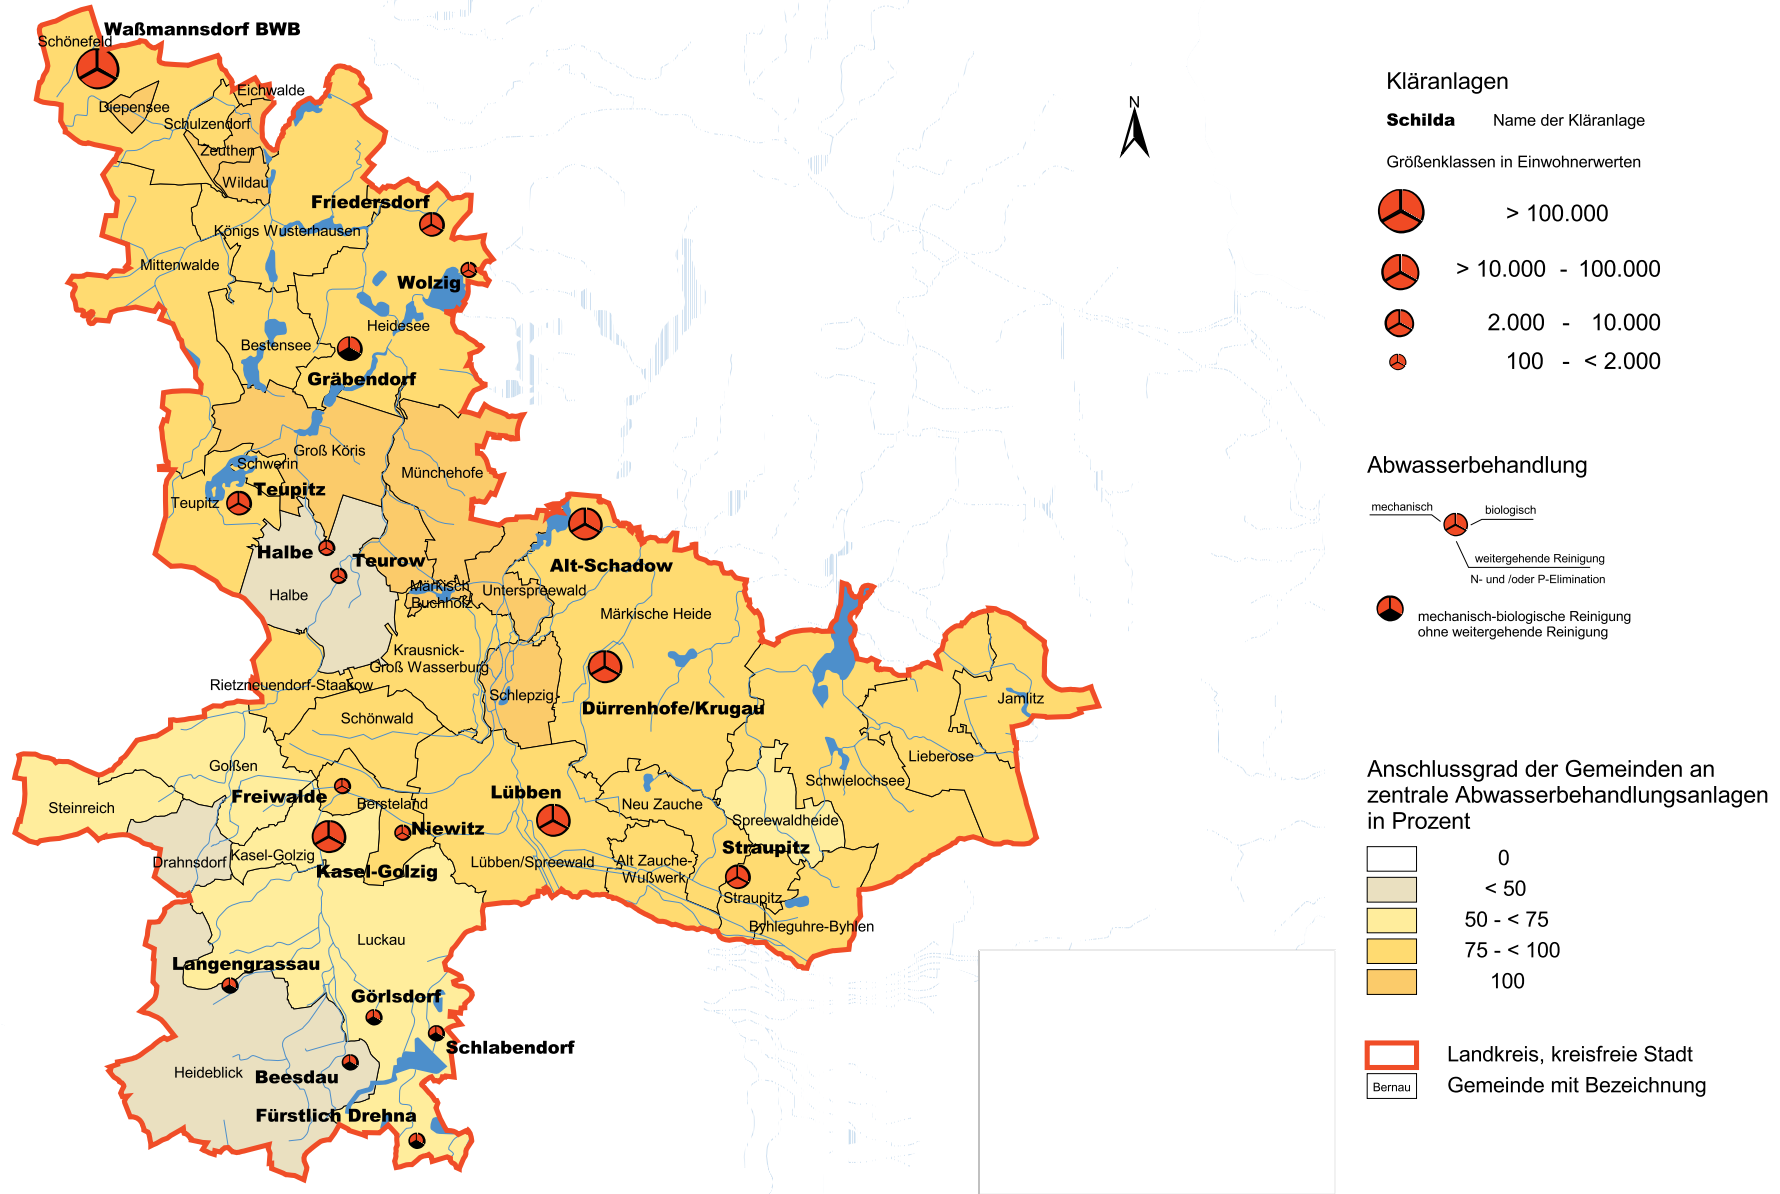 Waßmannsdorf BWB
Schönefeld
Eichwalde
Diepensee
Schulzendorf
Zeuthen
Wildau
Friedersdorf
Königs Wusterhausen
Mittenwalde
Wolzig
Heidesee
Bestensee
Gräbendorf
Groß Köris
Schwerin
Münchehofe
Teupitz
Teupitz
Halbe
Teurow
Alt-Schadow
Halbe
Märkisch
Buchholz
Unterspreewald
Märkische Heide
Krausnick-
Groß Wasserburg
Rietzneuendorf-Staakow
Schlepzig
Dürrenhofe/Krugau
Jamlitz
Schönwald
Golßen
Lieberose
Schwielochsee
Steinreich
Freiwalde
Bersteland
Lübben
Neu Zauche
Spreewaldheide
Niewitz
Straupitz
Drahnsdorf
Kasel-Golzig
Kasel-Golzig
Lübben/Spreewald
Alt Zauche-
Wußwerk
Straupitz
Byhleguhre-Byhlen
Luckau
Langengrassau
Görlsdorf
Schlabendorf
Heideblick
Beesdau
Fürstlich Drehna
N
Kläranlagen
Schilda Name der Kläranlage
Größenklassen in Einwohnerwerten
> 100.000
> 10.000 - 100.000
2.000 - 10.000
100 - < 2.000
Abwasserbehandlung
mechanisch
biologisch
weitergehende Reinigung
N- und /oder P-Elimination
mechanisch-biologische Reinigung
ohne weitergehende Reinigung
Anschlussgrad der Gemeinden an
zentrale Abwasserbehandlungsanlagen
in Prozent
0
< 50
50 - < 75
75 - < 100
100
Landkreis, kreisfreie Stadt
Bernau Gemeinde mit Bezeichnung